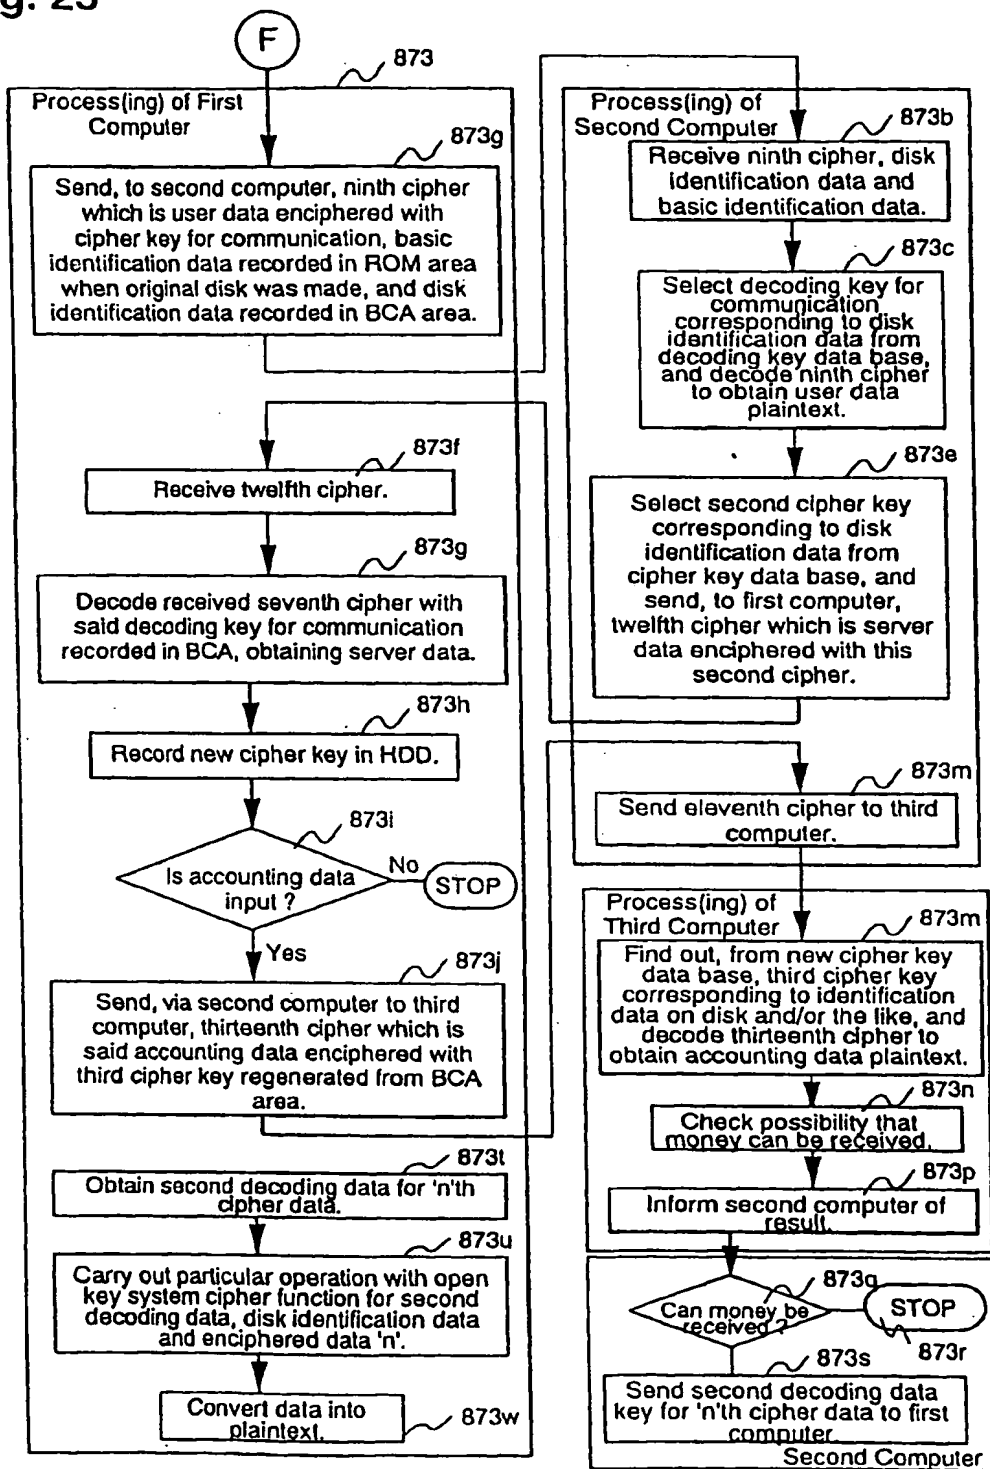 g. 23
F
873
Process(ing) of First
Computer
873g
Send, to second computer, ninth cipher
which is user data enciphered with
cipher key for communication, basic
identification data recorded in ROM area
when original disk was made, and disk
identification data recorded in BCA area.
873f
Receive twelfth cipher.
873g
Decode received seventh cipher with
said decoding key for communication
recorded in BCA, obtaining server data.
873h
Record new cipher key in HDD.
873i
Is accounting data
input ?
No
STOP
Yes
873j
Send, via second computer to third
computer, thirteenth cipher which is
said accounting data enciphered with
third cipher key regenerated from BCA
area.
873t
Obtain second decoding data for 'n'th
cipher data.
873u
Carry out particular operation with open
key system cipher function for second
decoding data, disk identification data
and enciphered data 'n'.
Convert data into
plaintext.
873w
Process(ing) of
Second Computer
873b
Receive ninth cipher, disk
identification data and
basic identification data.
873c
Select decoding key for
communication
corresponding to disk
identification data from
decoding key data base,
and decode ninth cipher
to obtain user data
plaintext.
873e
Select second cipher key
corresponding to disk
identification data from
cipher key data base, and
send, to first computer,
twelfth cipher which is server
data enciphered with this
second cipher.
873m
Send eleventh cipher to third
computer.
Process(ing) of
Third Computer
873m
Find out, from new cipher key
data base, third cipher key
corresponding to identification
data on disk and/or the like, and
decode thirteenth cipher to
obtain accounting data plaintext.
873n
Check possibility that
money can be received.
873p
Inform second computer of
result.
873q
Can money be
received ?
STOP
873r
873s
Send second decoding data
key for 'n'th cipher data to first
computer.
Second Computer